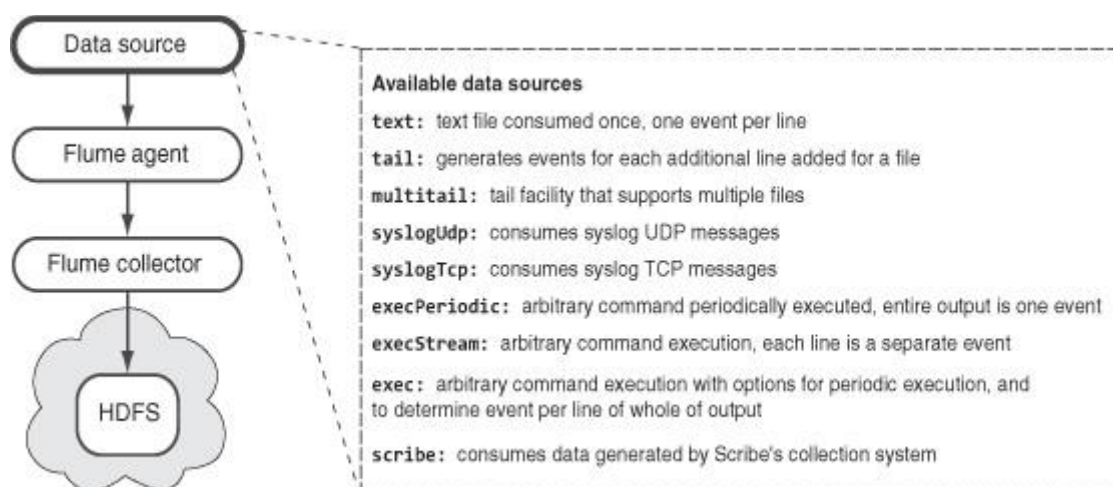 Data source
Flume agent
Flume collector
HDFS
Available data sources
text: text file consumed once, one event per line
tail: generates events for each additional line added for a file
multitail: tail facility that supports multiple files
syslogUdp: consumes syslog UDP messages
syslogTcp: consumes syslog TCP messages
execPeriodic: arbitrary command periodically executed, entire output is one event
execStream: arbitrary command execution, each line is a separate event
exec: arbitrary command execution with options for periodic execution, and
to determine event per line of whole of output
scribe: consumes data generated by Scribe's collection system